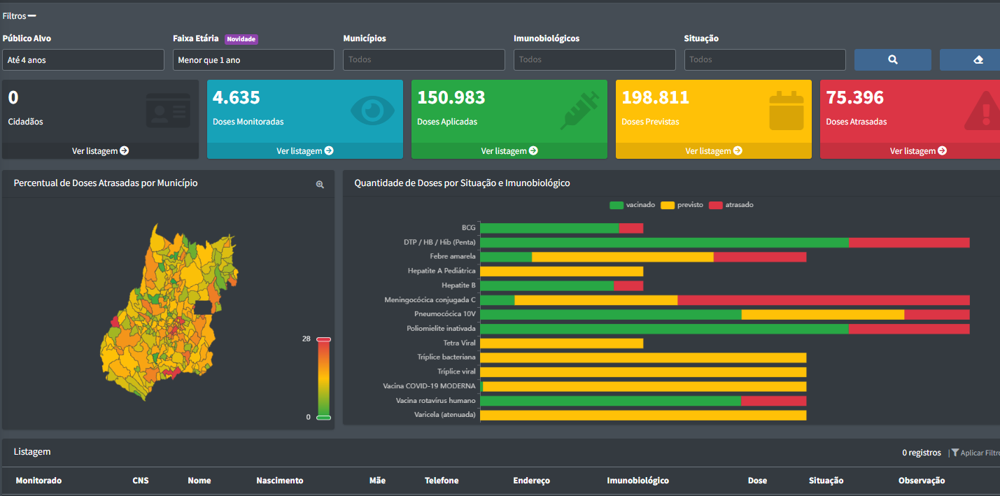 Filtros
Público Alvo Faixa Etária Novidade Municípios Imunobiológicos Situação
Até 4 anos Menor que 1 ano Todos Todos Todos
0 4.635 150.983 198.811 75.396
Cidadãos Doses Monitoradas Doses Aplicadas Doses Previstas Doses Atrasadas
Ver listagem Ver listagem Ver listagem Ver listagem Ver listagem
Percentual de Doses Atrasadas por Município
28
0
Quantidade de Doses por Situação e Imunobiológico
vacinado previsto atrasado
BCG
DTP / HB / Hib (Penta)
Febre amarela
Hepatite A Pediátrica
Hepatite B
Meningocócica conjugada C
Pneumocócica 10V
Poliomielite inativada
Tetra Viral
Tríplice bacteriana
Tríplice viral
Vacina COVID-19 MODERNA
Vacina rotavírus humano
Varicela (atenuada)
Listagem 0 registros | Aplicar Filtro
Monitorado CNS Nome Nascimento Mãe Telefone Endereço Imunobiológico Dose Situação Observação